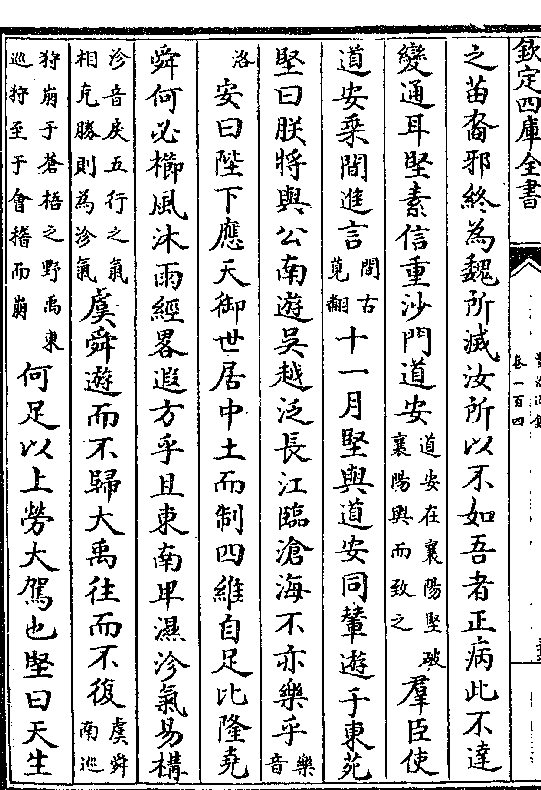 欽定四庫全書
卷一百四
之苗裔邪終為魏所滅汝所以不如吾者正病此不達
變通耳堅素信重沙門道安道安在襄陽堅破襄陽輿而致之羣臣使
道安乗間進言間古莧翻十一月堅與道安同輦遊于東苑
堅曰朕將與公南遊吳越泛長江臨滄海不亦樂乎樂音
洛安曰陛下應天御世居中土而制四維自足比隆堯
舜何必櫛風沐雨經畧遐方乎且東南卑濕沴氣易構
沴音戾五行之氣相克勝則為沴氣虞舜遊而不歸大禹往而不復虞舜南巡
狩崩于蒼梧之野禹東巡狩至于會稽而崩何足以上勞大駕也堅曰天生